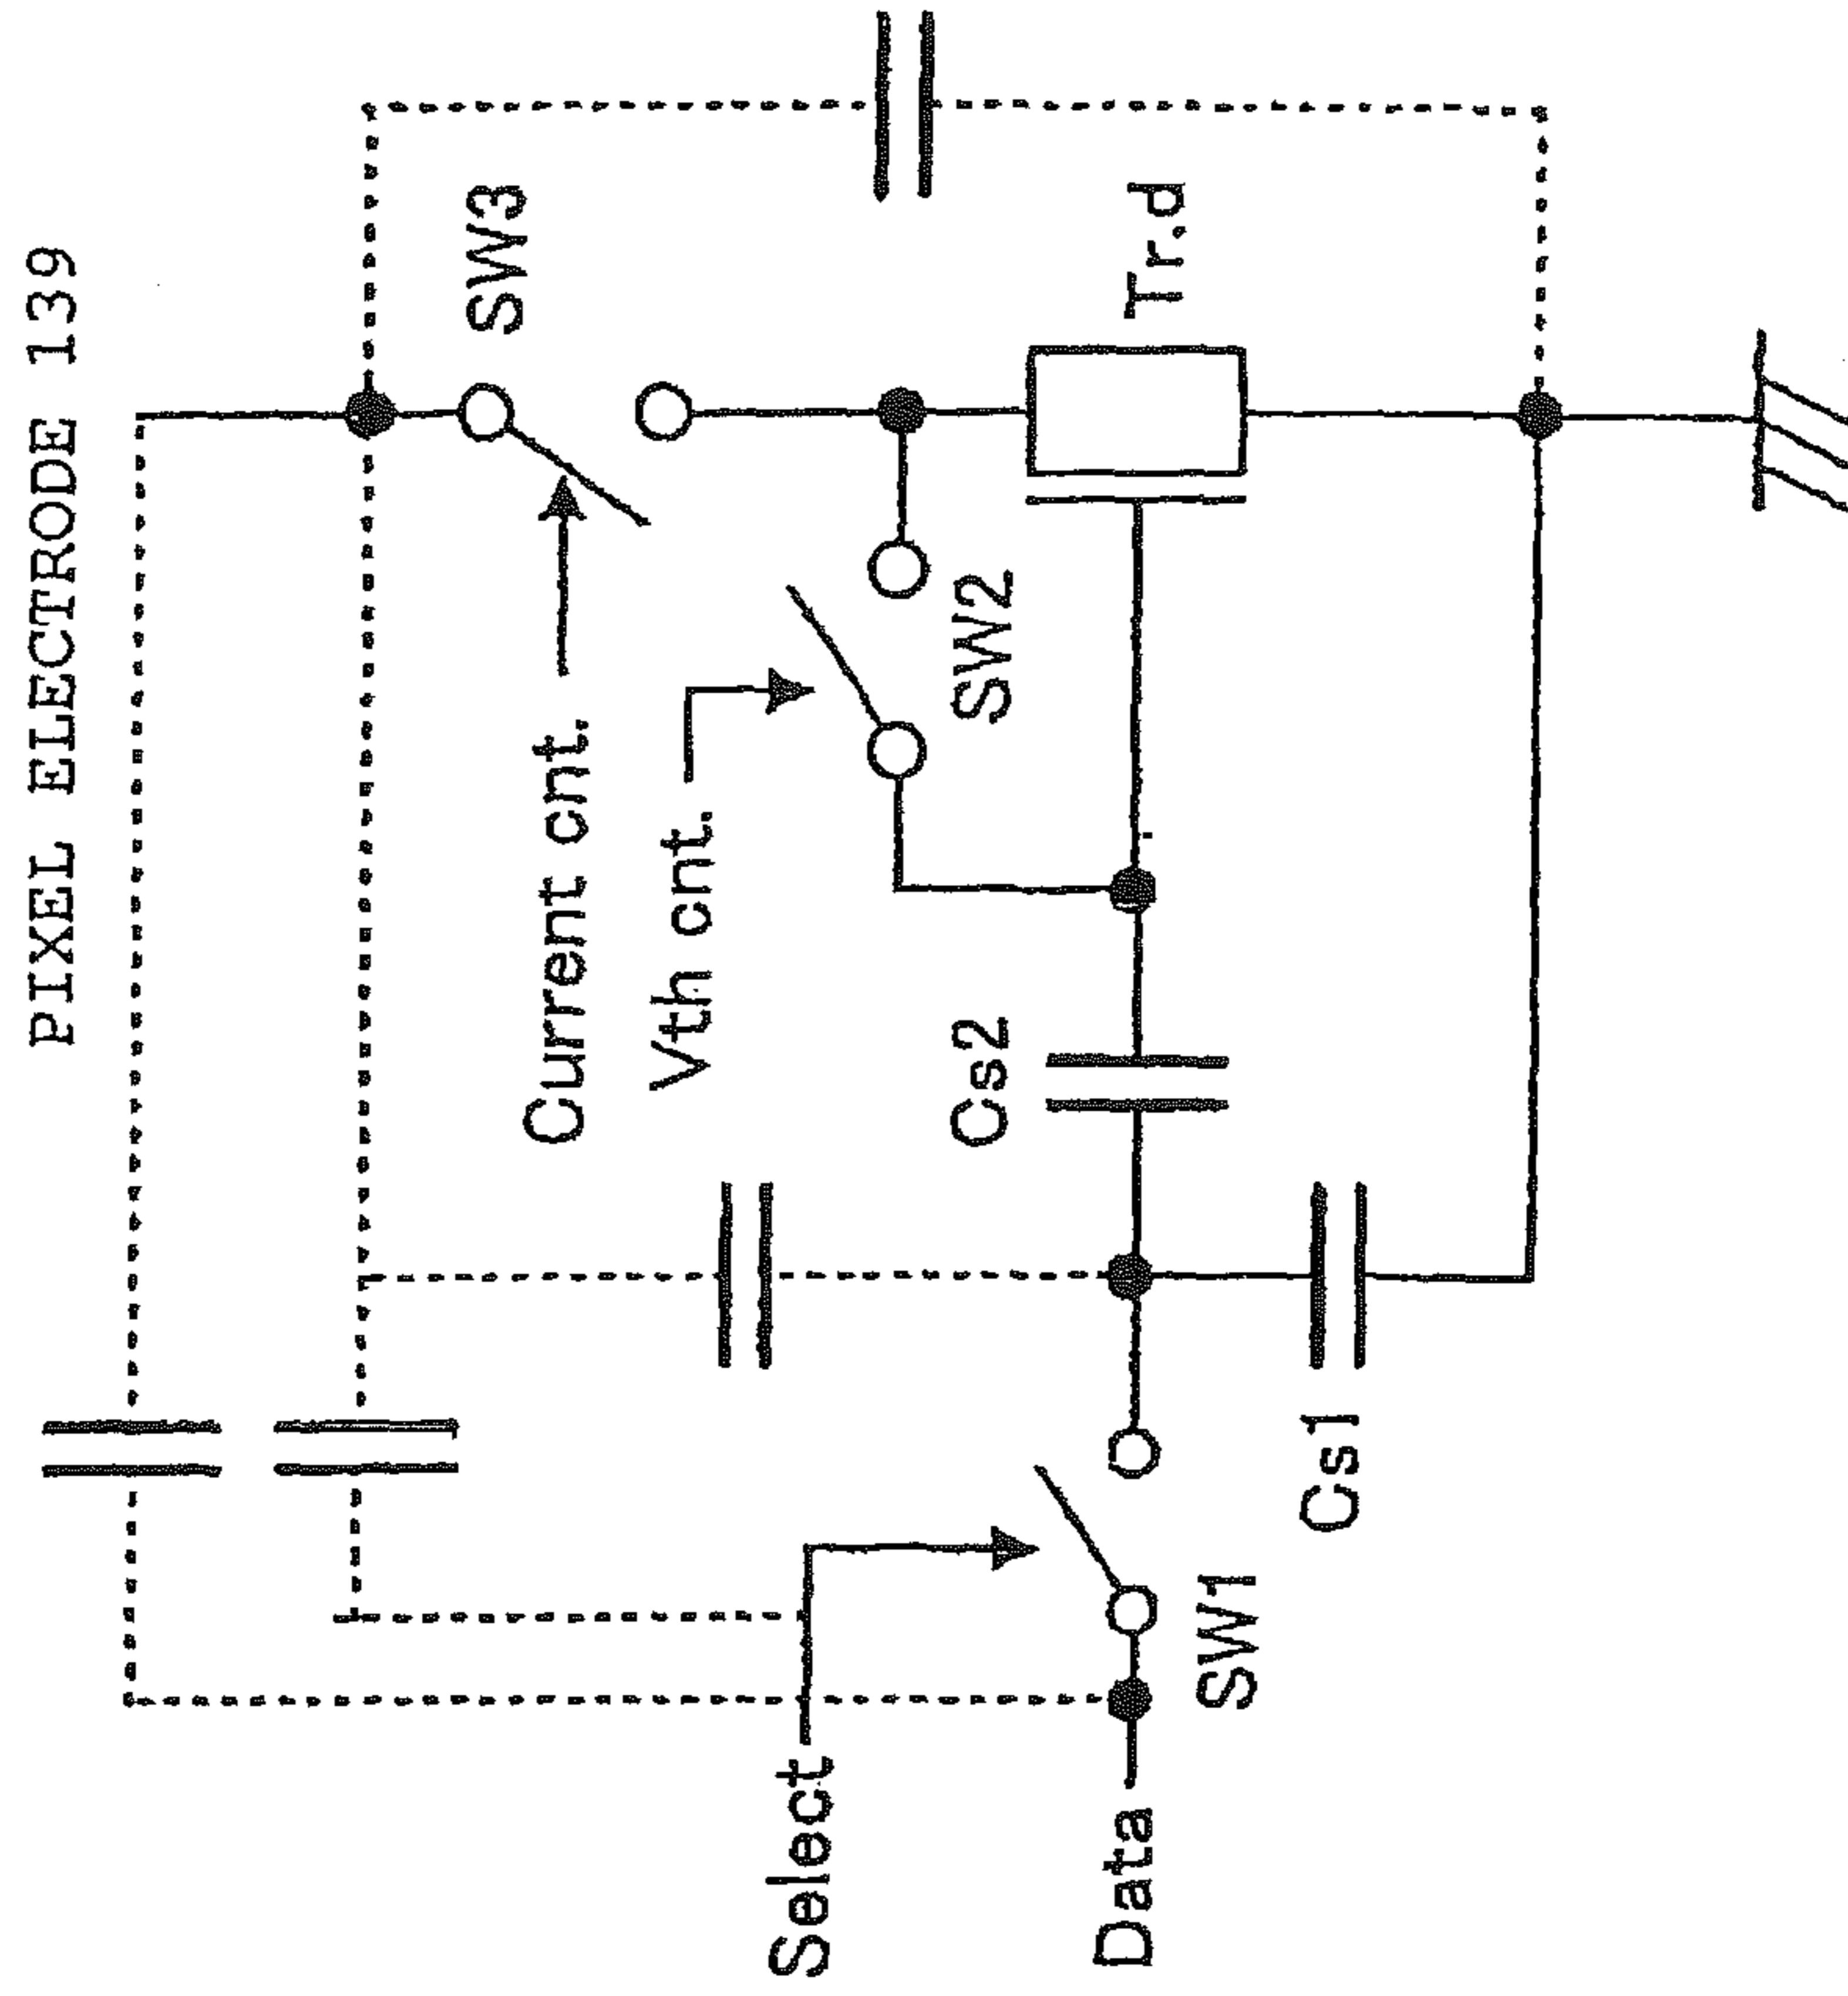 PIXEL ELECTRODE 139
SW3
Current cnt.
Vth cnt.
SW2
Tr.d
Cs2
Select
Data
SW1
Cs1